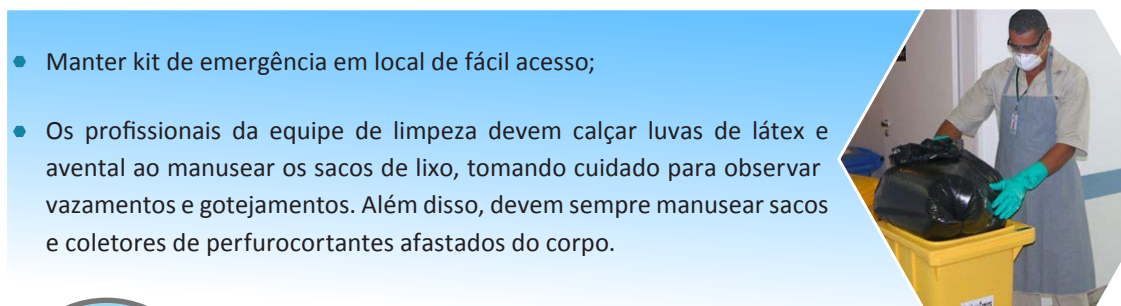 Manter kit de emergência em local de fácil acesso;
Os profissionais da equipe de limpeza devem calçar luvas de látex e
avental ao manusear os sacos de lixo, tomando cuidado para observar
vazamentos e gotejamentos. Além disso, devem sempre manusear sacos
e coletores de perfurocortantes afastados do corpo.